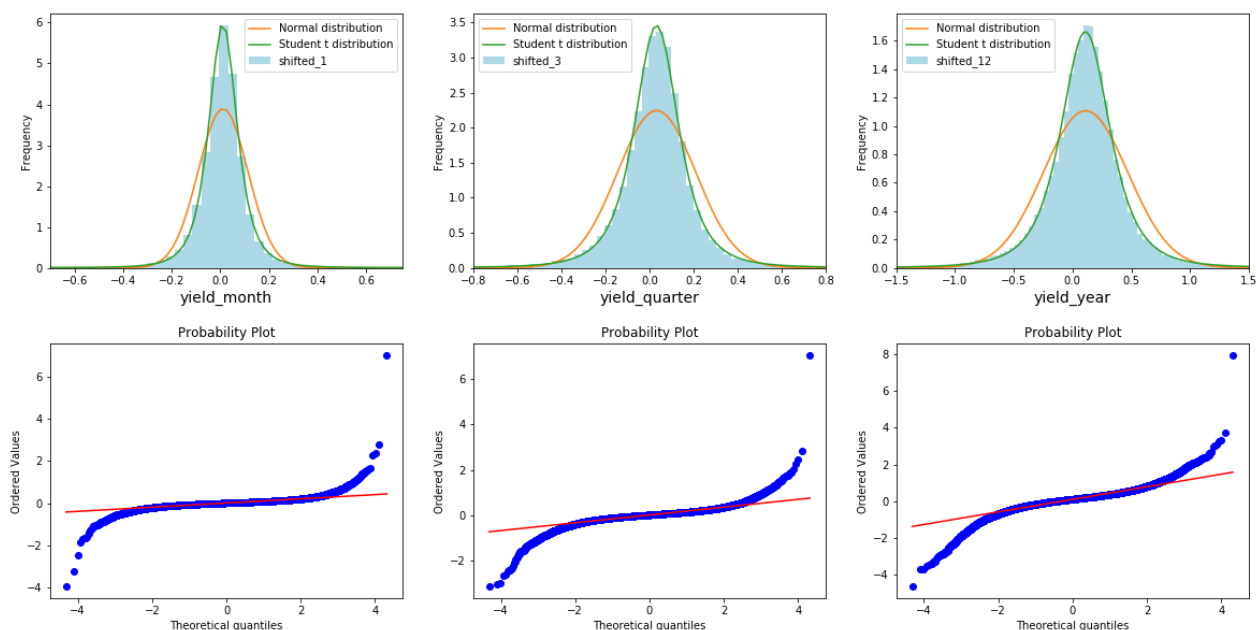 Normal distribution
Student t distribution
shifted_1
Frequency
6
5
4
3
2
1
0
−0.6 −0.4 −0.2 0.0 0.2 0.4 0.6
yield_month
Normal distribution
Student t distribution
shifted_3
Frequency
3.5
3.0
2.5
2.0
1.5
1.0
0.5
0.0
−0.8 −0.6 −0.4 −0.2 0.0 0.2 0.4 0.6 0.8
yield_quarter
Normal distribution
Student t distribution
shifted_12
Frequency
1.6
1.4
1.2
1.0
0.8
0.6
0.4
0.2
0.0
−1.5 −1.0 −0.5 0.0 0.5 1.0 1.5
yield_year
Probability Plot
Ordered Values
6
4
2
0
−2
−4
−4 −2 0 2 4
Theoretical quantiles
Probability Plot
Ordered Values
6
4
2
0
−2
−4 −2 0 2 4
Theoretical quantiles
Probability Plot
Ordered Values
8
6
4
2
0
−2
−4
−4 −2 0 2 4
Theoretical quantiles